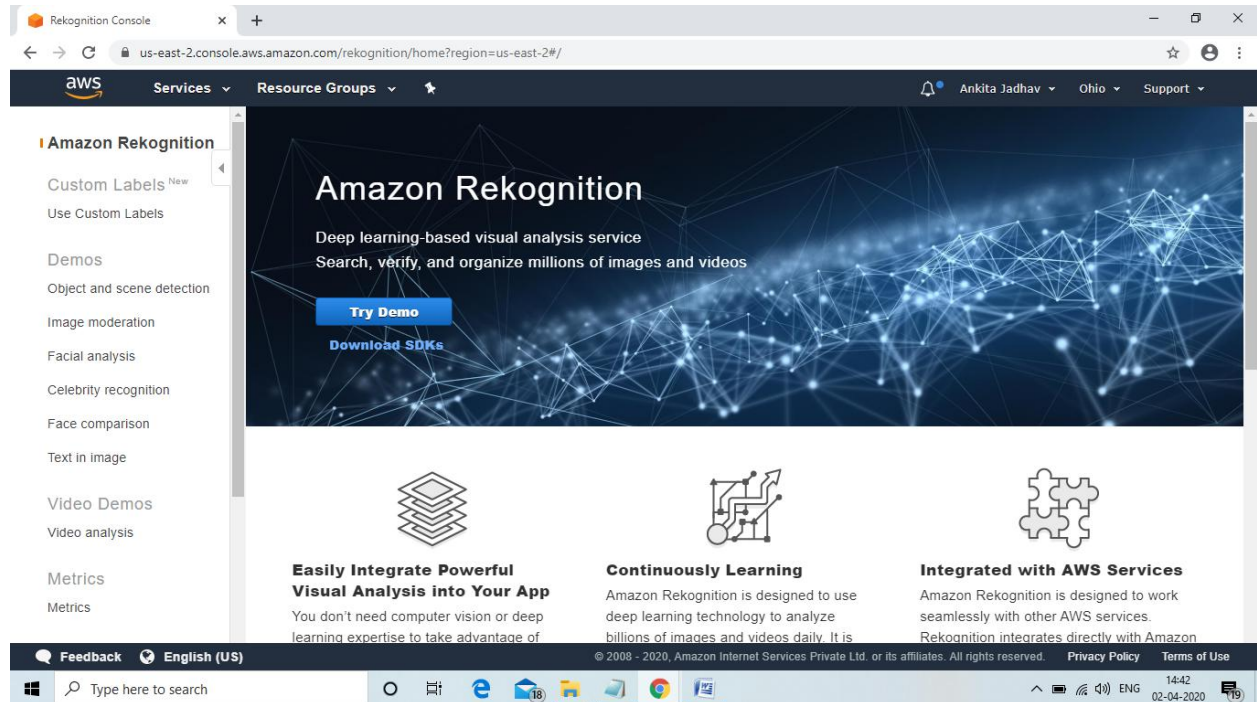 Rekognition Console
us-east-2.console.aws.amazon.com/rekognition/home?region=us-east-2#/
aws Services Resource Groups Ankita Jadhav Ohio Support
Amazon Rekognition
Custom Labels New
Use Custom Labels
Demos
Object and scene detection
Image moderation
Facial analysis
Celebrity recognition
Face comparison
Text in image
Video Demos
Video analysis
Metrics
Metrics
Amazon Rekognition
Deep learning-based visual analysis service
Search, verify, and organize millions of images and videos
Try Demo
Download SDKs
Easily Integrate Powerful
Visual Analysis into Your App
You don't need computer vision or deep
learning expertise to take advantage of
Continuously Learning
Amazon Rekognition is designed to use
deep learning technology to analyze
billions of images and videos daily. It is
Integrated with AWS Services
Amazon Rekognition is designed to work
seamlessly with other AWS services.
Rekognition integrates directly with Amazon
Feedback English (US) © 2008 - 2020, Amazon Internet Services Private Ltd. or its affiliates. All rights reserved. Privacy Policy Terms of Use
Type here to search 18 ENG 14:42
02-04-2020 19